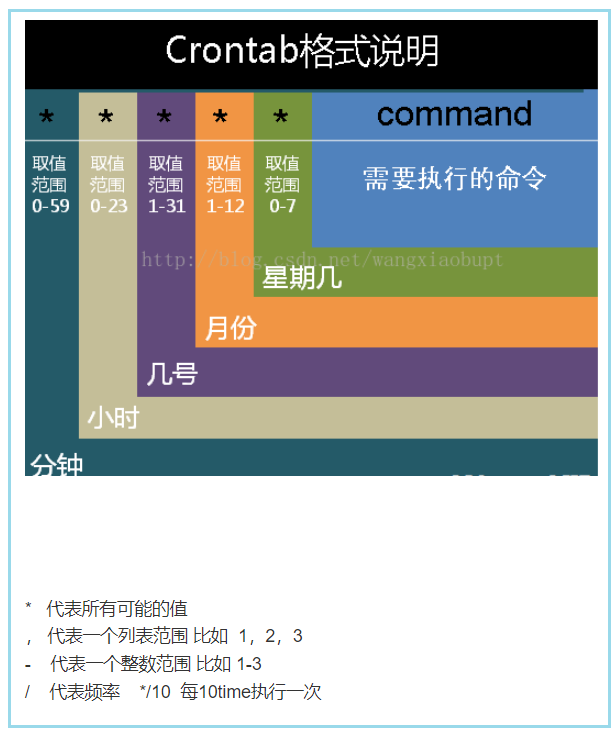 Crontab格式说明
* * * * * command
取值 取值 取值 取值 取值 需要执行的命令
范围 范围 范围 范围 范围
0-59 0-23 1-31 1-12 0-7
http://blog.csdn.net/wangxiaobupt
星期几
月份
几号
小时
分钟
* 代表所有可能的值
， 代表一个列表范围 比如 1，2，3
- 代表一个整数范围 比如 1-3
/ 代表频率 */10 每10time执行一次